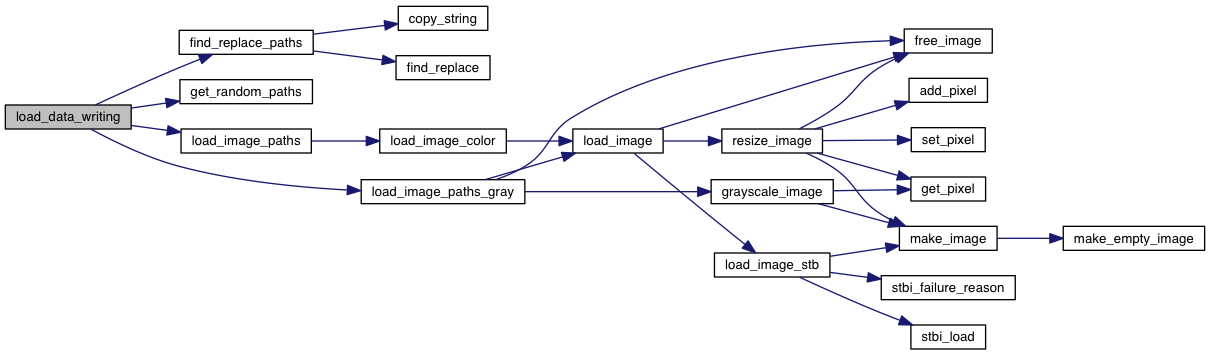 load_data_writing
find_replace_paths
get_random_paths
load_image_paths
load_image_paths_gray
copy_string
find_replace
load_image_color
load_image
resize_image
grayscale_image
load_image_stb
free_image
add_pixel
set_pixel
get_pixel
make_image
stbi_failure_reason
stbi_load
make_empty_image